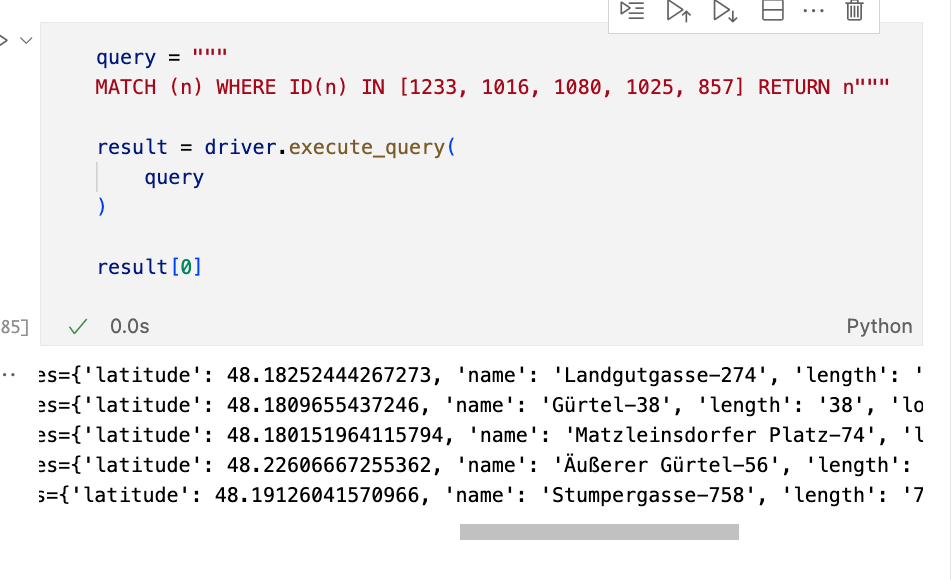 query = """
MATCH (n) WHERE ID(n) IN [1233, 1016, 1080, 1025, 857] RETURN n"""
result = driver.execute_query(
query
)
result[0]
85]
0.0s
Python
es={'latitude': 48.18252444267273, 'name': 'Landgutgasse-274', 'length': '
es={'latitude': 48.1809655437246, 'name': 'Gürtel-38', 'length': '38', 'lo
es={'latitude': 48.180151964115794, 'name': 'Matzleinsdorfer Platz-74', 'l
es={'latitude': 48.22606667255362, 'name': 'Äußerer Gürtel-56', 'length':
s={'latitude': 48.19126041570966, 'name': 'Stumpergasse-758', 'length': '7